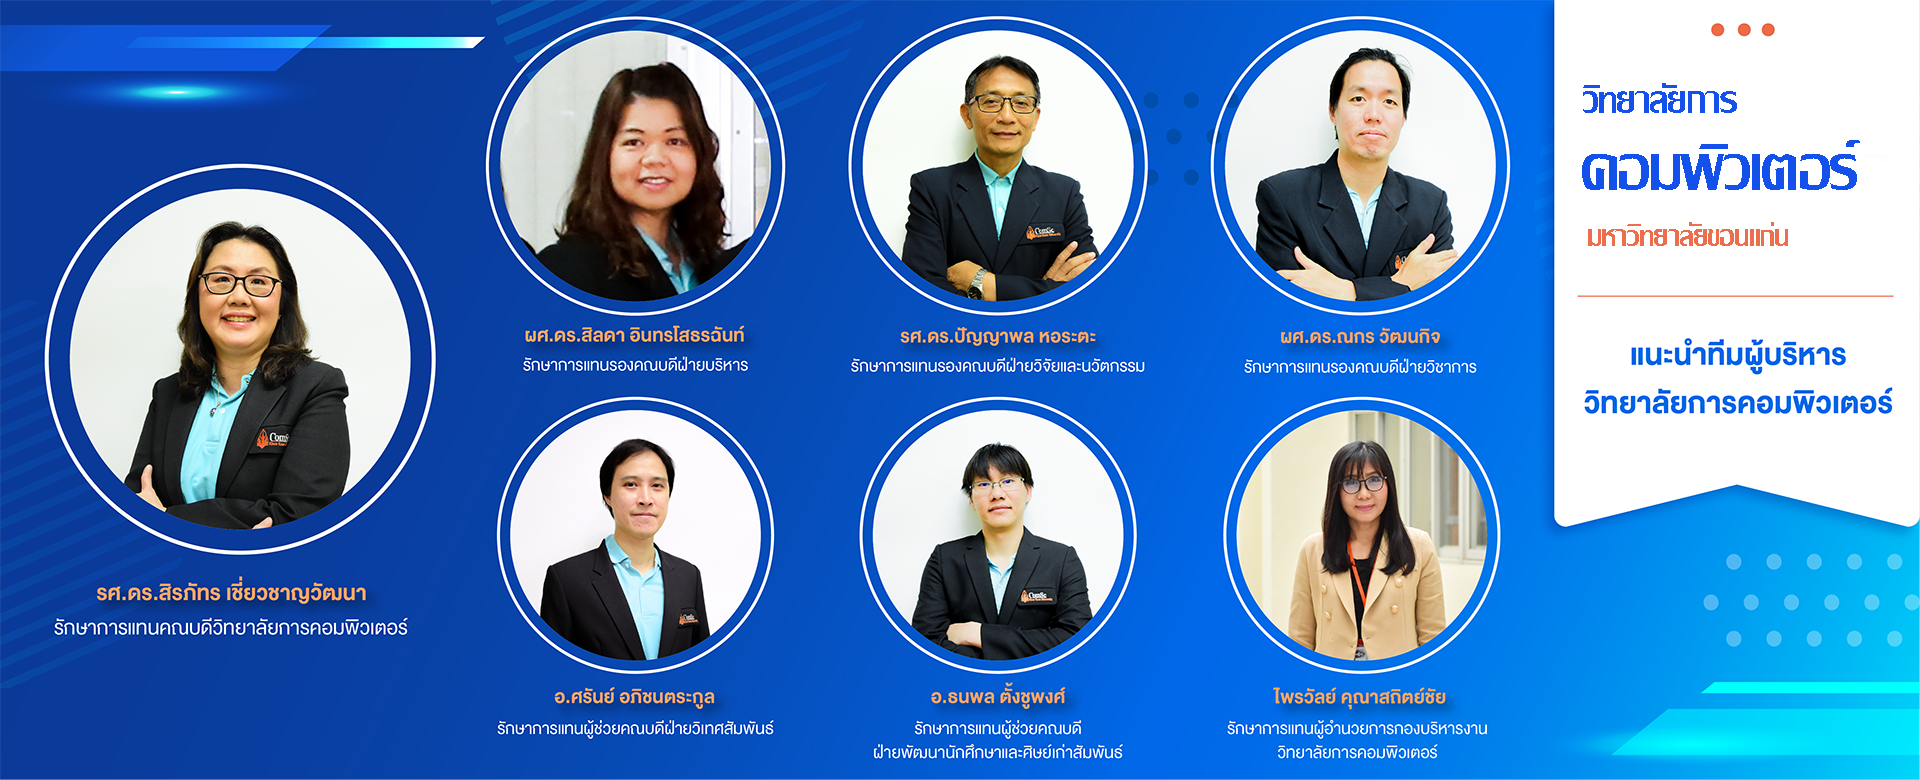 วิทยาลัยการ
คอมพิวเตอร์
มหาวิทยาลัยขอนแก่น
แนะนำทีมผู้บริหาร
วิทยาลัยการคอมพิวเตอร์
รศ.ดร.สิรภัทร เชี่ยวชาญวัฒนา
รักษาการแทนคณบดีวิทยาลัยการคอมพิวเตอร์
ผศ.ดร.สิลดา อินทรโสธรฉันท์
รักษาการแทนรองคณบดีฝ่ายบริหาร
รศ.ดร.ปัญญาพล หอระตะ
รักษาการแทนรองคณบดีฝ่ายวิจัยและนวัตกรรม
ผศ.ดร.ณกร วัฒนกิจ
รักษาการแทนรองคณบดีฝ่ายวิชาการ
อ.ศรันย์ อภิชนตระกูล
รักษาการแทนผู้ช่วยคณบดีฝ่ายวิเทศสัมพันธ์
อ.ธนพล ตั้งชูพงศ์
รักษาการแทนผู้ช่วยคณบดี
ฝ่ายพัฒนานักศึกษาและศิษย์เก่าสัมพันธ์
ไพรวัลย์ คุณาสถิตย์ชัย
รักษาการแทนผู้อำนวยการกองบริหารงาน
วิทยาลัยการคอมพิวเตอร์